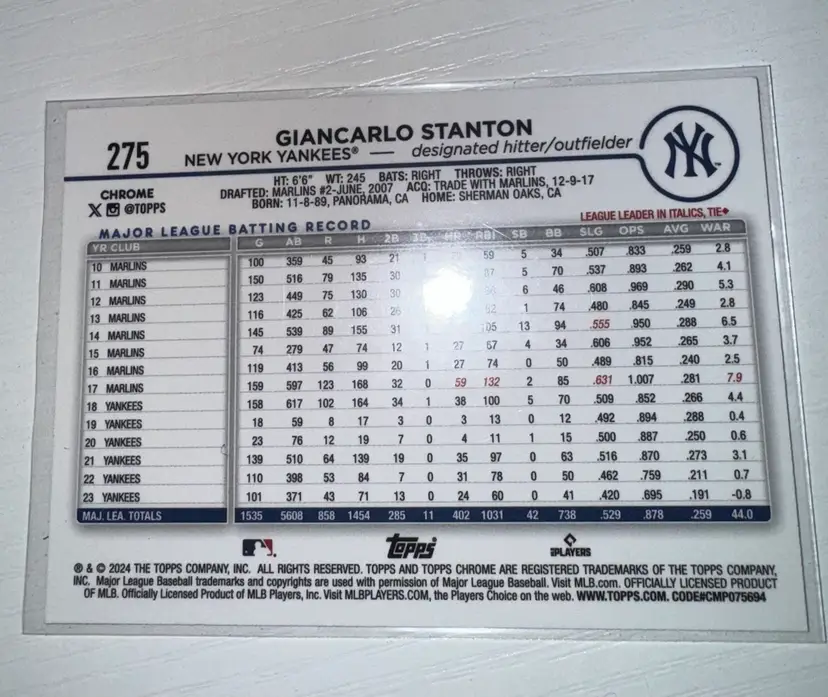 275
GIANCARLO STANTON
NEW YORK YANKEES® — designated hitter/outfielder
NY
CHROME
X @TOPPS
HT: 6'6" WT: 245 BATS: RIGHT THROWS: RIGHT
DRAFTED: MARLINS #2-JUNE, 2007 ACQ: TRADE WITH MARLINS, 12-9-17
BORN: 11-8-89, PANORAMA, CA HOME: SHERMAN OAKS, CA
MAJOR LEAGUE BATTING RECORD
LEAGUE LEADER IN ITALICS, TIE♦
YR CLUB G AB R H 2B 3B HR RBI SB BB SLG OPS AVG WAR
10 MARLINS 100 359 45 93 21 59 5 34 .507 .833 .259 2.8
11 MARLINS 150 516 79 135 30 87 5 70 .537 .893 .262 4.1
12 MARLINS 123 449 75 130 30 6 46 .608 .969 .290 5.3
13 MARLINS 116 425 62 106 26 62 1 74 .480 .845 .249 2.8
14 MARLINS 145 539 89 155 31 105 13 94 .555 .950 .288 6.5
15 MARLINS 74 279 47 74 12 1 27 67 4 34 .606 .952 .265 3.7
16 MARLINS 119 413 56 99 20 1 27 74 0 50 .489 .815 .240 2.5
17 MARLINS 159 597 123 168 32 0 59 132 2 85 .631 1.007 .281 7.9
18 YANKEES 158 617 102 164 34 1 38 100 5 70 .509 .852 .266 4.4
19 YANKEES 18 59 8 17 3 0 3 13 0 12 .492 .894 .288 0.4
20 YANKEES 23 76 12 19 7 0 4 11 1 15 .500 .887 .250 0.6
21 YANKEES 139 510 64 139 19 0 35 97 0 63 .516 .870 .273 3.1
22 YANKEES 110 398 53 84 7 0 31 78 0 50 .462 .759 .211 0.7
23 YANKEES 101 371 43 71 13 0 24 60 0 41 .420 .695 .191 -0.8
MAJ. LEA. TOTALS 1535 5608 858 1454 285 11 402 1031 42 738 .529 .878 .259 44.0
topps
PLAYERS
® & © 2024 THE TOPPS COMPANY, INC. ALL RIGHTS RESERVED. TOPPS AND TOPPS CHROME ARE REGISTERED TRADEMARKS OF THE TOPPS COMPANY,
INC. Major League Baseball trademarks and copyrights are used with permission of Major League Baseball. Visit MLB.com. OFFICIALLY LICENSED PRODUCT
OF MLB. Officially Licensed Product of MLB Players, Inc. Visit MLBPLAYERS.COM, the Players Choice on the web. WWW.TOPPS.COM. CODE#CMP075694